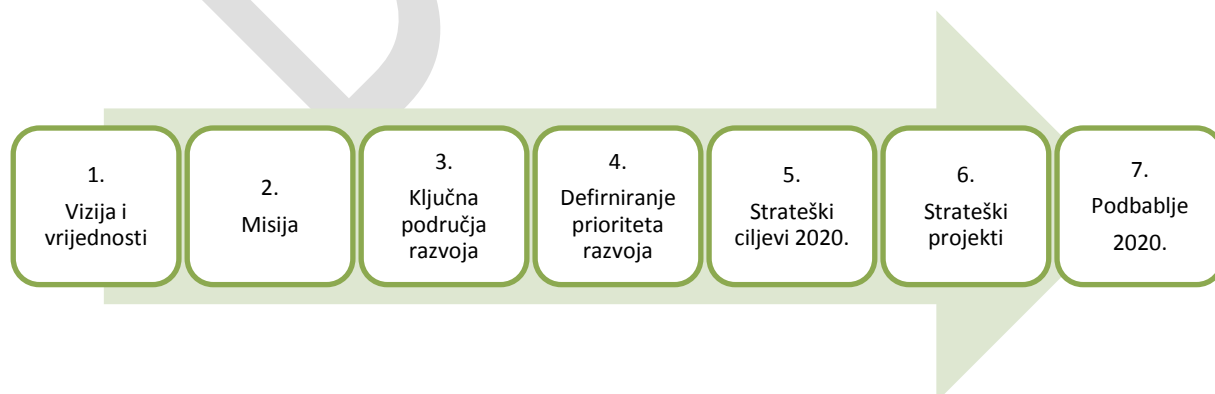 1.
Vizija i
vrijednosti
2.
Misija
3.
Ključna
područja
razvoja
4.
Defirniranje
prioriteta
razvoja
5.
Strateški
ciljevi 2020.
6.
Strateški
projekti
7.
Podbablje
2020.